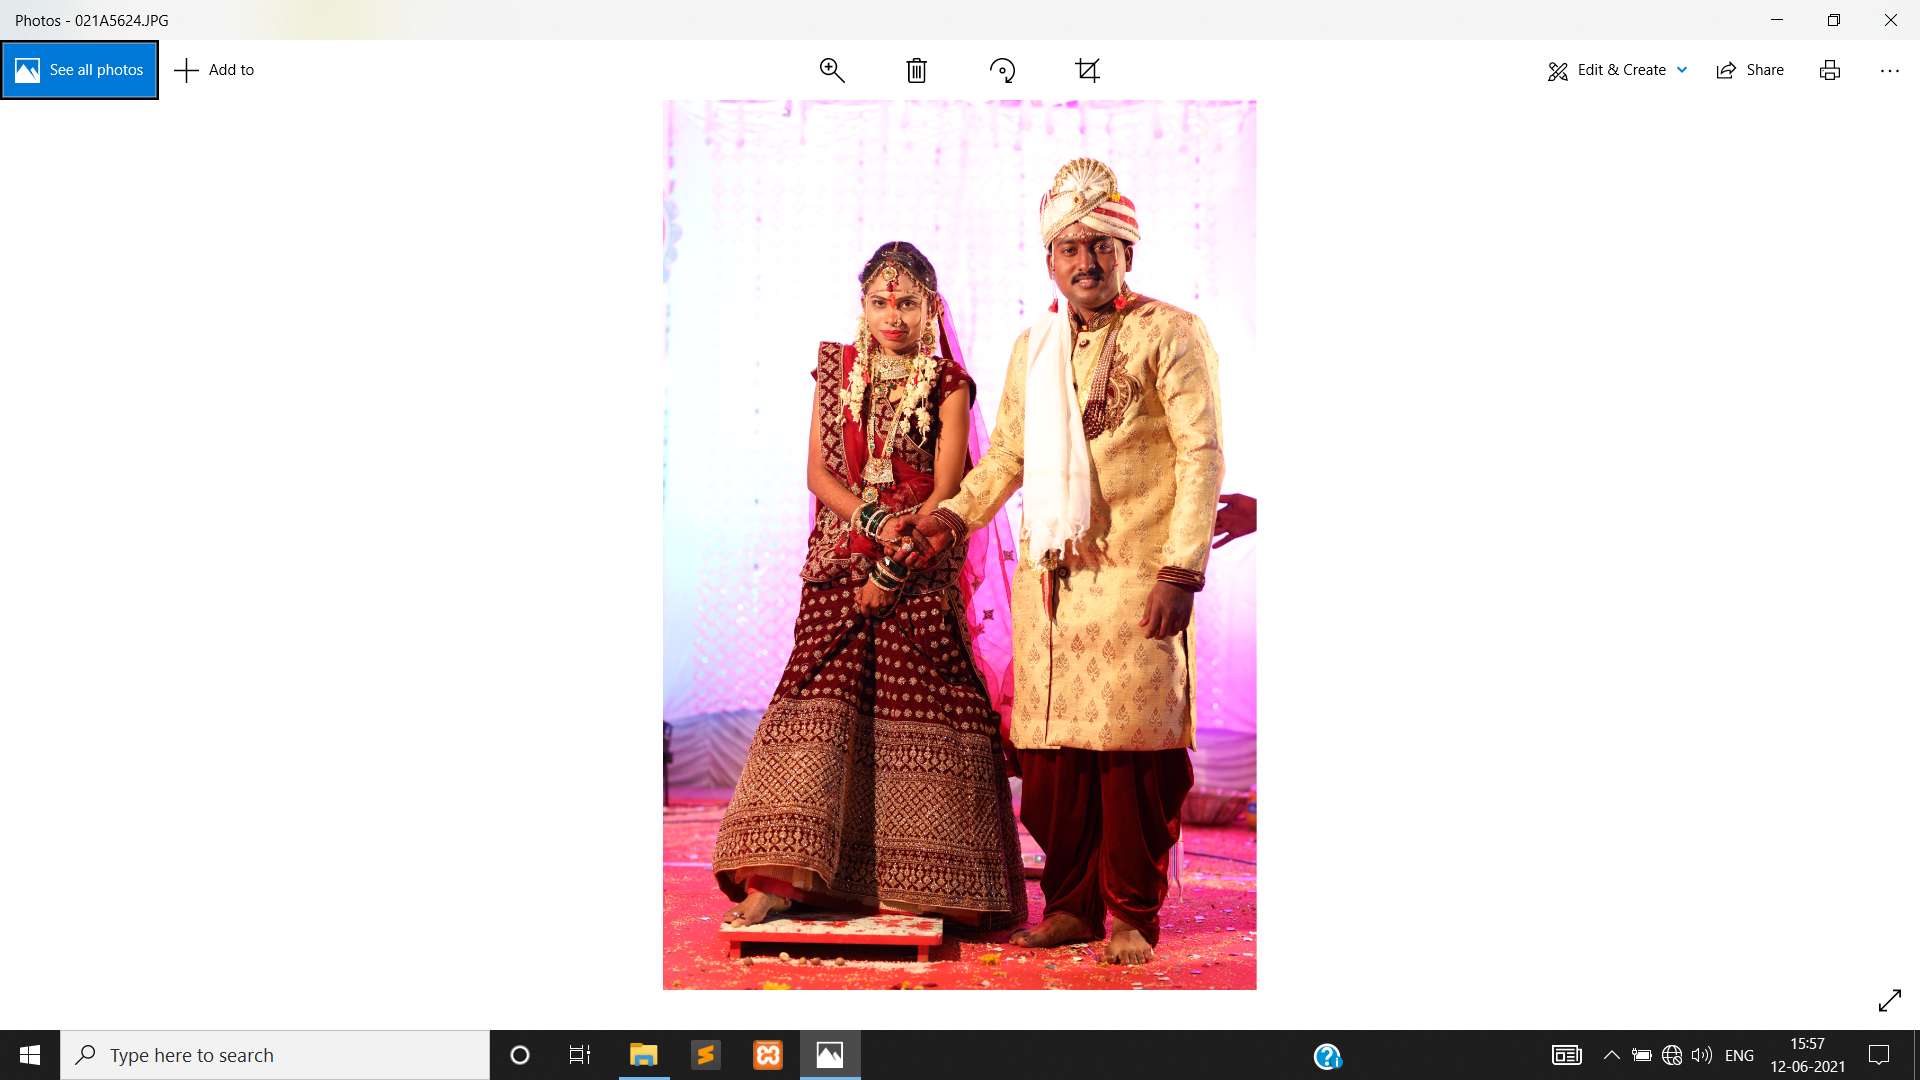 Photos - 021A5624.JPG
See all photos
Add to
Edit & Create
Share
Type here to search
ENG
15:57
12-06-2021